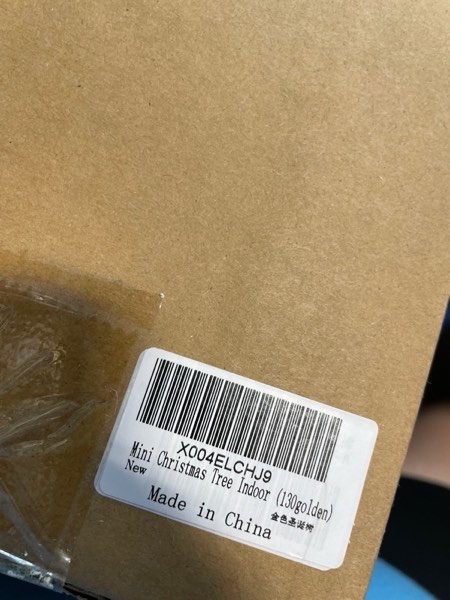 X004ELCHJ9
Mini Christmas Tree Indoor (130golden)
New
金色圣诞树
Made in China